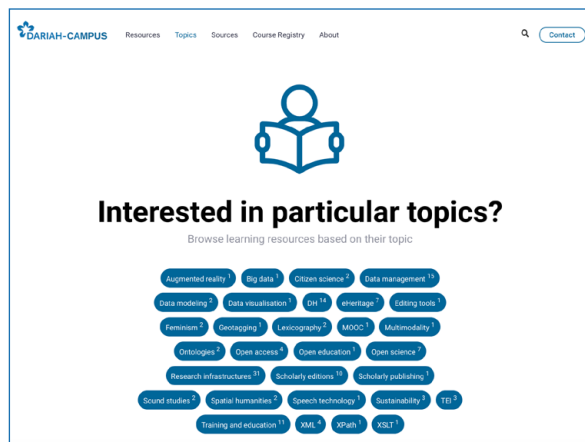 DARIAH-CAMPUS Resources Topics Sources Course Registry About Contact
Interested in particular topics?
Browse learning resources based on their topic
Augmented reality 1 Big data 1 Citizen science 2 Data management 15
Data modeling 2 Data visualisation 1 DH 14 eHeritage 7 Editing tools 1
Feminism 2 Geotagging 1 Lexicography 2 MOOC 1 Multimodality 1
Ontologies 2 Open access 4 Open education 1 Open science 7
Research infrastructures 31 Scholarly editions 18 Scholarly publishing 1
Sound studies 2 Spatial humanities 2 Speech technology 1 Sustainability 3 TEI 3
Training and education 11 XML 4 XPath 1 XSLT 1